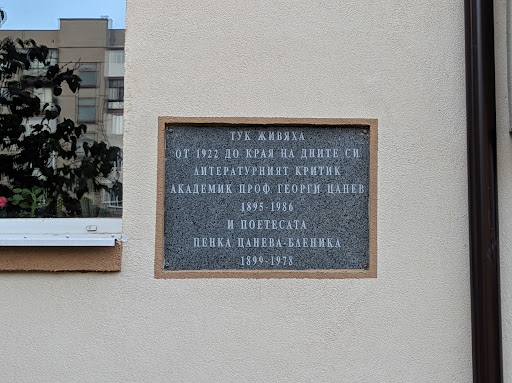 ТУК ЖИВЯХА
ОТ 1922 ДО КРАЯ НА ДНИТЕ СИ
ЛИТЕРАТУРНИЯТ КРИТИК
АКАДЕМИК ПРОФ. ГЕОРГИ ЦАНЕВ
1895-1986
И ПОЕТЕСАТА
ПЕНКА ЦАНЕВА-БЛЕНИКА
1899-1978